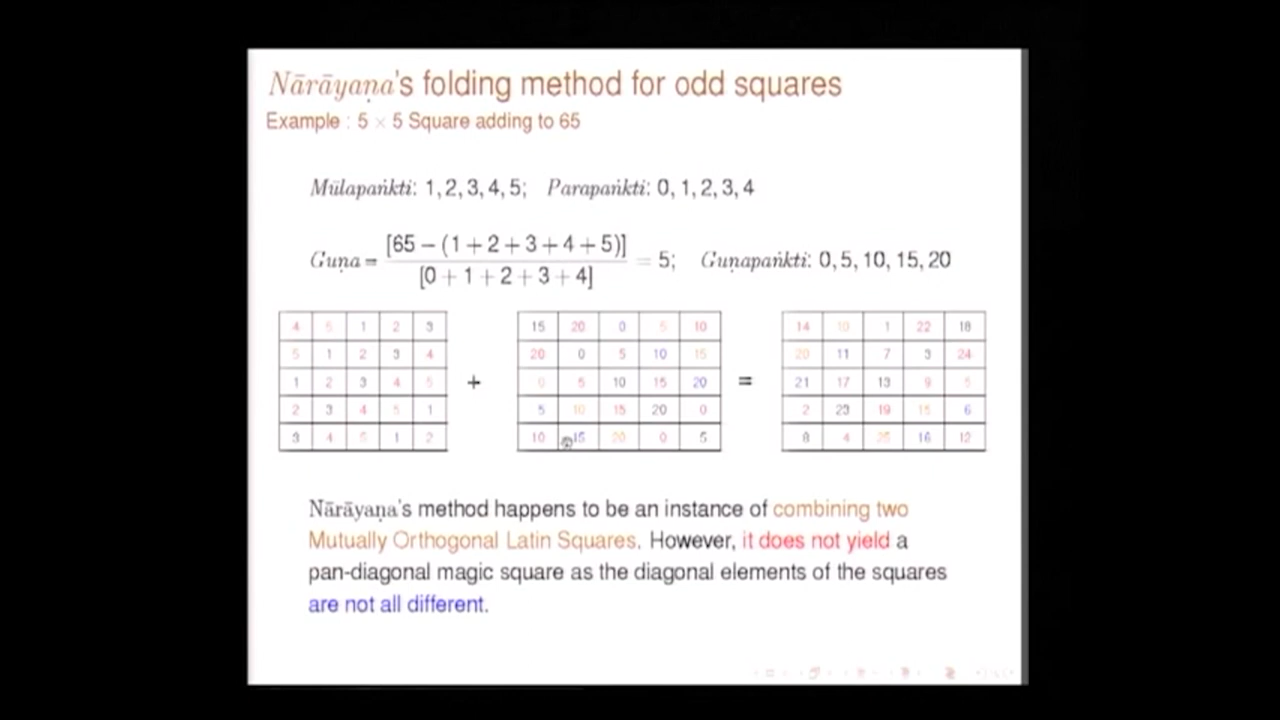 Nārāyaṇa's folding method for odd squares
Example : 5 × 5 Square adding to 65
Mūlapaṅkti: 1, 2, 3, 4, 5; Parapaṅkti: 0, 1, 2, 3, 4
Guṇa = [65 − (1 + 2 + 3 + 4 + 5)] / [0 + 1 + 2 + 3 + 4] = 5; Guṇapaṅkti: 0, 5, 10, 15, 20
4 5 1 2 3 15 20 0 5 10 14 10 1 22 18
5 1 2 3 4 20 0 5 10 15 20 11 7 3 24
1 2 3 4 5 + 0 5 10 15 20 = 21 17 13 9 5
2 3 4 5 1 5 10 15 20 0 2 23 19 15 6
3 4 5 1 2 10 15 20 0 5 8 4 25 16 12
Nārāyaṇa's method happens to be an instance of combining two
Mutually Orthogonal Latin Squares. However, it does not yield a
pan-diagonal magic square as the diagonal elements of the squares
are not all different.